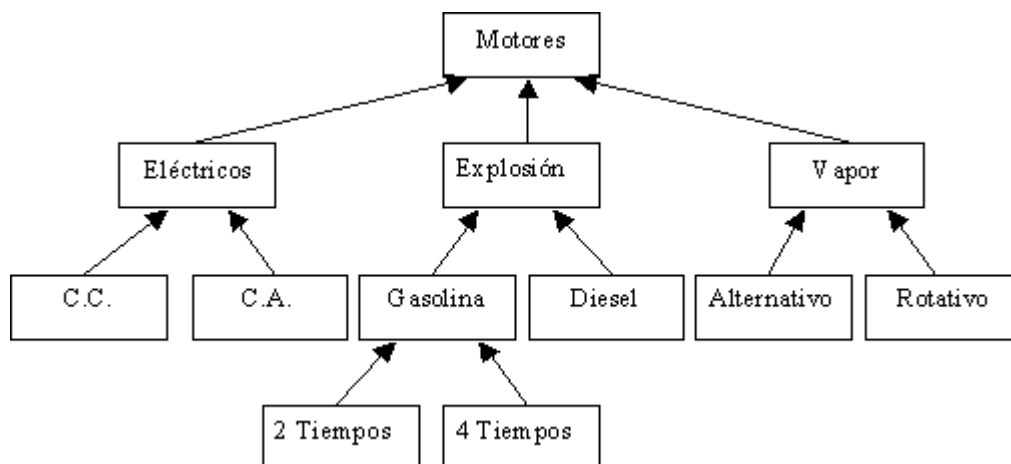 Motores
Eléctricos
Explosión
Vapor
C.C.
C.A.
Gasolina
Diesel
Alternativo
Rotativo
2 Tiempos
4 Tiempos